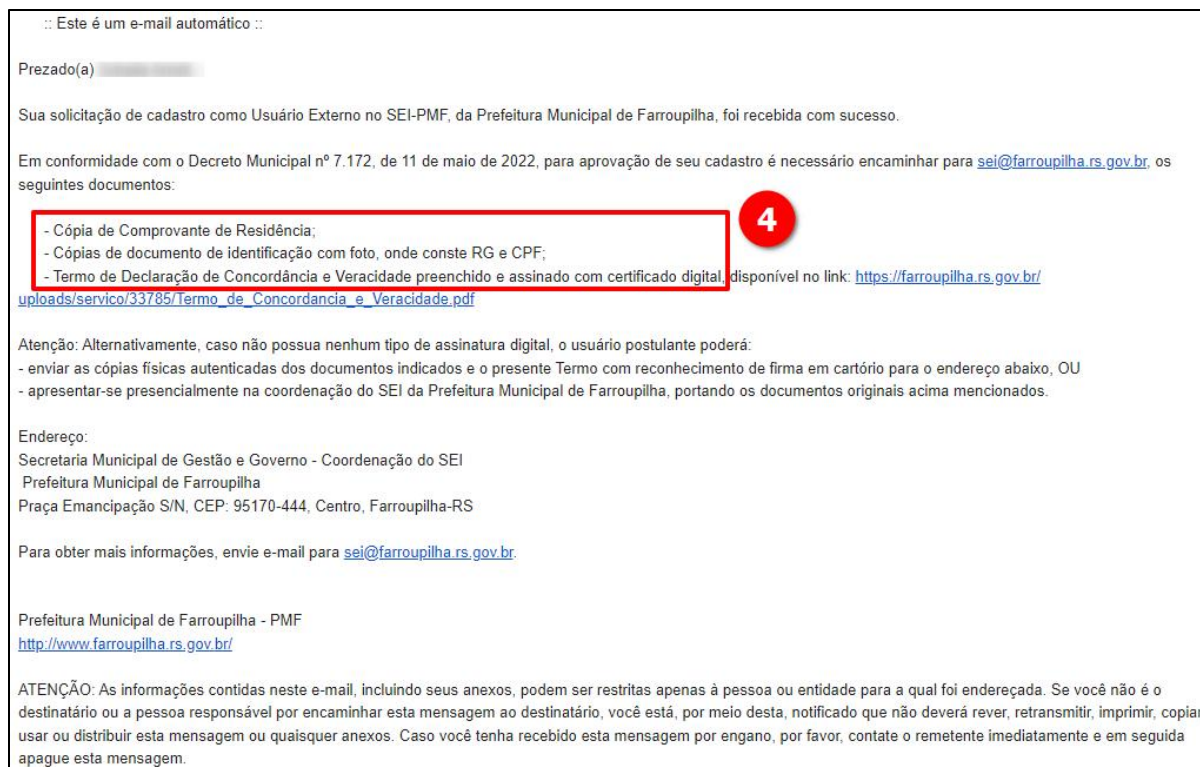 :: Este é um e-mail automático ::
Prezado(a)
Sua solicitação de cadastro como Usuário Externo no SEI-PMF, da Prefeitura Municipal de Farroupilha, foi recebida com sucesso.
Em conformidade com o Decreto Municipal nº 7.172, de 11 de maio de 2022, para aprovação de seu cadastro é necessário encaminhar para sei@farroupilha.rs.gov.br, os
seguintes documentos:
- Cópia de Comprovante de Residência;
4
- Cópias de documento de identificação com foto, onde conste RG e CPF;
- Termo de Declaração de Concordância e Veracidade preenchido e assinado com certificado digital, disponível no link: https://farroupilha.rs.gov.br/
uploads/servico/33785/Termo_de_Concordancia_e_Veracidade.pdf
Atenção: Alternativamente, caso não possua nenhum tipo de assinatura digital, o usuário postulante poderá:
- enviar as cópias físicas autenticadas dos documentos indicados e o presente Termo com reconhecimento de firma em cartório para o endereço abaixo, OU
- apresentar-se presencialmente na coordenação do SEI da Prefeitura Municipal de Farroupilha, portando os documentos originais acima mencionados.
Endereço:
Secretaria Municipal de Gestão e Governo - Coordenação do SEI
Prefeitura Municipal de Farroupilha
Praça Emancipação S/N, CEP: 95170-444, Centro, Farroupilha-RS
Para obter mais informações, envie e-mail para sei@farroupilha.rs.gov.br.
Prefeitura Municipal de Farroupilha - PMF
http://www.farroupilha.rs.gov.br/
ATENÇÃO: As informações contidas neste e-mail, incluindo seus anexos, podem ser restritas apenas à pessoa ou entidade para a qual foi endereçada. Se você não é o
destinatário ou a pessoa responsável por encaminhar esta mensagem ao destinatário, você está, por meio desta, notificado que não deverá rever, retransmitir, imprimir, copiar
usar ou distribuir esta mensagem ou quaisquer anexos. Caso você tenha recebido esta mensagem por engano, por favor, contate o remetente imediatamente e em seguida
apague esta mensagem.